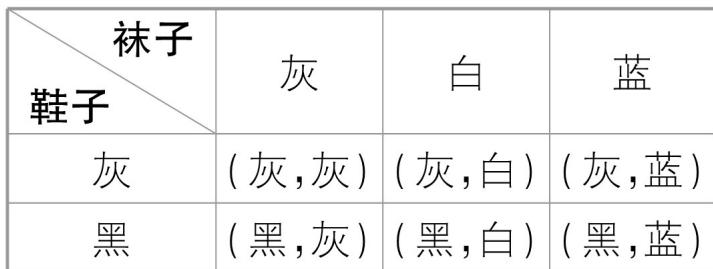 袜子
鞋子
灰 白 蓝
灰 (灰,灰) (灰,白) (灰,蓝)
黑 (黑,灰) (黑,白) (黑,蓝)